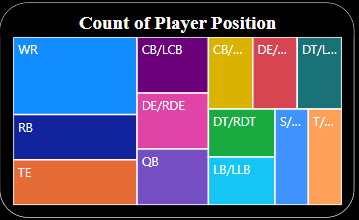 Count of Player Position
WR
RB
TE
CB/LCB
DE/RDE
QB
CB/...
DE/...
DT/L...
DT/RDT
LB/LLB
S/...
T/...